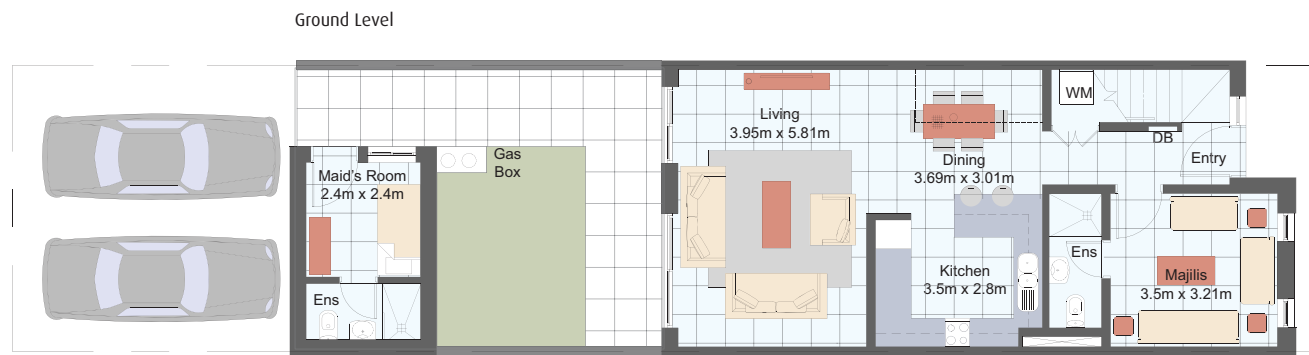 Ground Level
WM
Living
3.95m x 5.81m
DB
Gas
Box
Dining
3.69m x 3.01m
Entry
Maid's Room
2.4m x 2.4m
Ens
Kitchen
3.5m x 2.8m
Majilis
3.5m x 3.21m
Ens